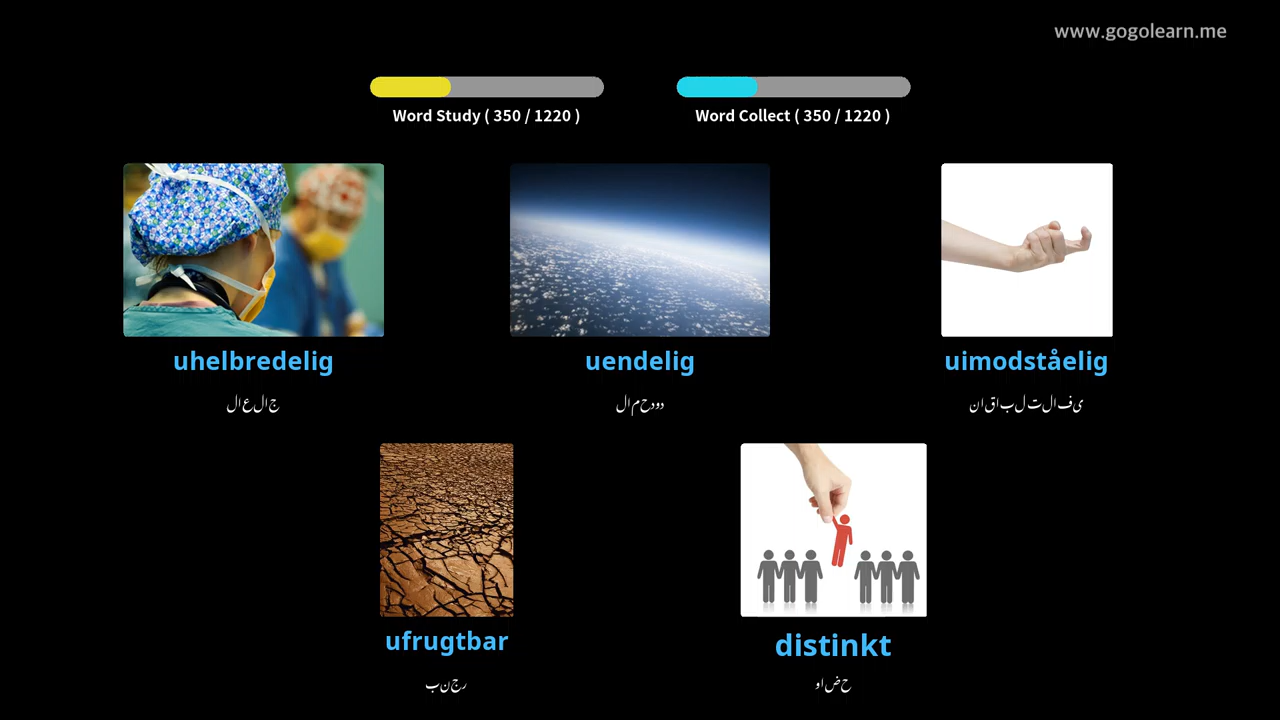 www.gogolearn.me
Word Study ( 350 / 1220 )
Word Collect ( 350 / 1220 )
uhelbredelig
لاعلاج
uendelig
لامحدود
uimodståelig
ناقابل تلافی
ufrugtbar
بنجر
distinkt
واضح